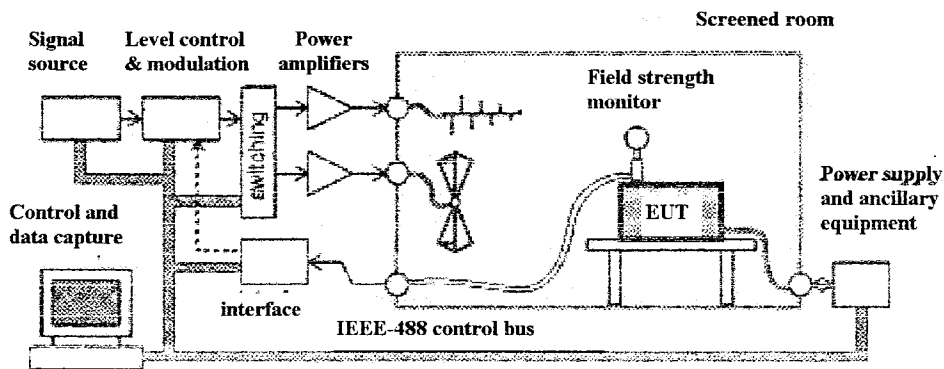 Screened room
Signal
source
Level control
& modulation
Power
amplifiers
Field strength
monitor
switching
EUT
Power supply
and ancillary
equipment
Control and
data capture
interface
IEEE-488 control bus